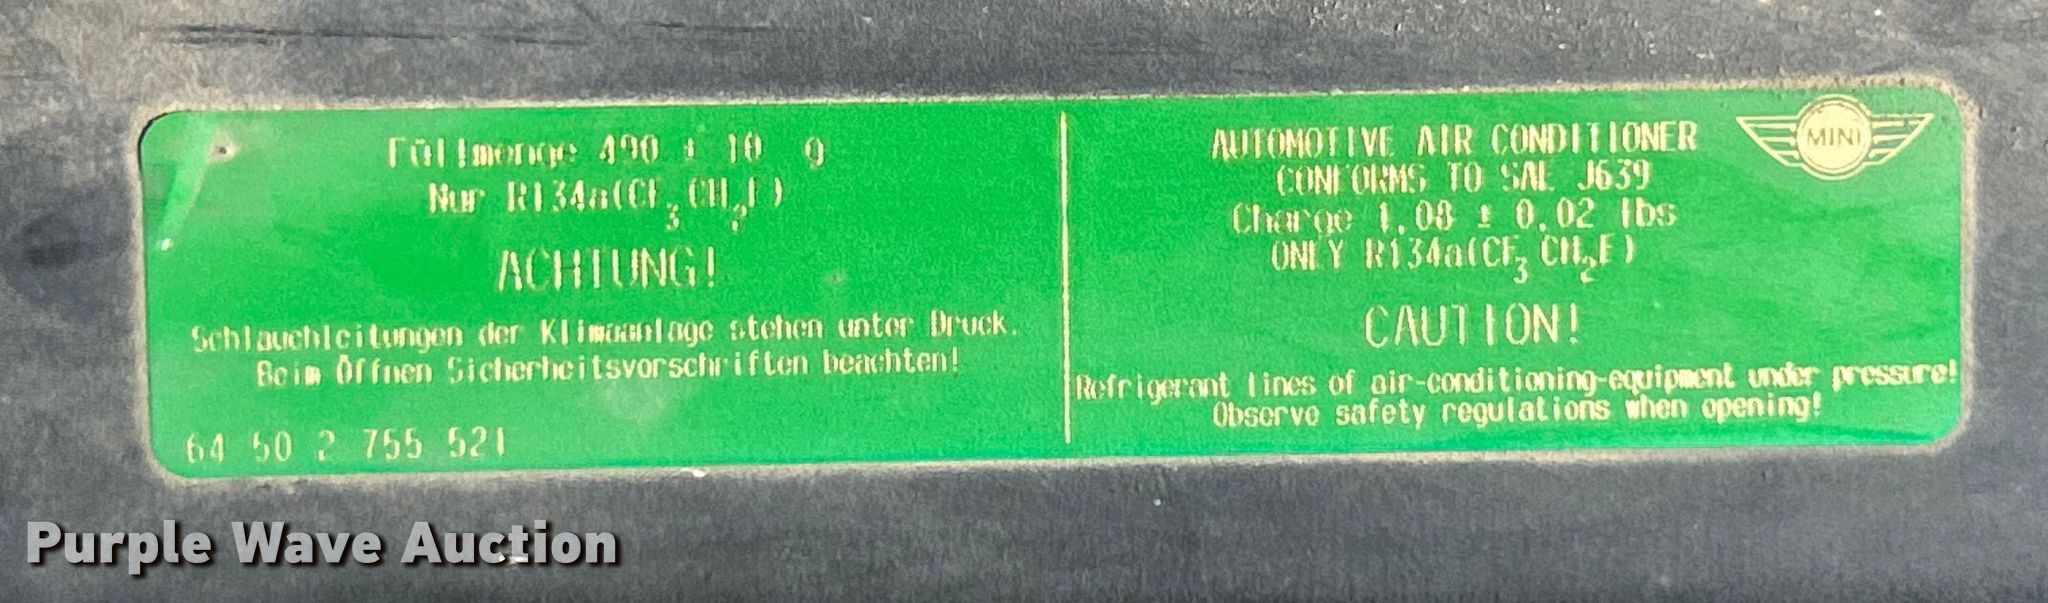 Füllmenge 490 ± 10 g
Nur R134a(CF₃CH₂F)
ACHTUNG!
Schlauchleitungen der Klimaanlage stehen unter Druck.
Beim Öffnen Sicherheitsvorschriften beachten!
64 50 2 755 521
AUTOMOTIVE AIR CONDITIONER
CONFORMS TO SAE J639
Charge 1.08 ± 0.02 lbs
ONLY R134a(CF₃CH₂F)
CAUTION!
Refrigerant lines of air-conditioning-equipment under pressure!
Observe safety regulations when opening!
MINI
Purple Wave Auction